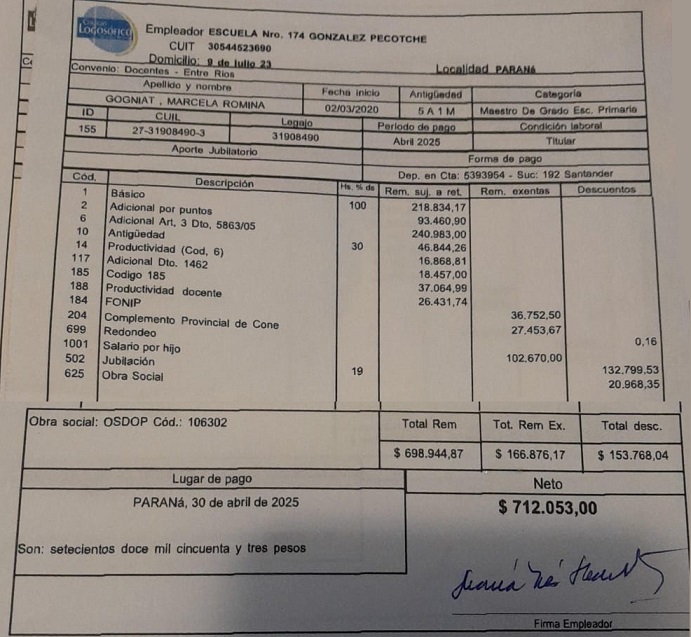 Colegio
LOGOSÓFICO
Empleador ESCUELA Nro. 174 GONZALEZ PECOTCHE
CUIT 30544523690
Domicilio: 9 de Julio 23 Localidad PARANá
Convenio: Docentes - Entre Rios
Apellido y nombre Fecha inicio Antigüedad Categoria
GOGNIAT , MARCELA ROMINA 02/03/2020 5 A 1 M Maestro De Grado Esc. Primaria
ID CUIL Legajo Periodo de pago Condición laboral
155 27-31908490-3 31908490 Abril 2025 Titular
Aporte Jubilatorio Forma de pago
Dep. en Cta: 5393954 - Suc: 192 Santander
Cód. Descripción Hs. % ds Rem. suj. a ret. Rem. exentas Descuentos
1 Básico 100 218.834,17
2 Adicional por puntos 93.460,90
6 Adicional Art. 3 Dto, 5863/05 240.983,00
10 Antigüedad 30 46.844,26
14 Productividad (Cod, 6) 16.868,81
117 Adicional Dto. 1462 18.457,00
185 Codigo 185 37.064,99
188 Productividad docente 26.431,74
184 FONIP 36.752,50
204 Complemento Provincial de Cone 27.453,67
699 Redondeo 0,16
1001 Salario por hijo 102.670,00
502 Jubilación 19 132.799,53
625 Obra Social 20.968,35
Obra social: OSDOP Cód.: 106302 Total Rem Tot. Rem Ex. Total desc.
$ 698.944,87 $ 166.876,17 $ 153.768,04
Lugar de pago Neto
PARANá, 30 de abril de 2025 $ 712.053,00
Son: setecientos doce mil cincuenta y tres pesos
Firma Empleador